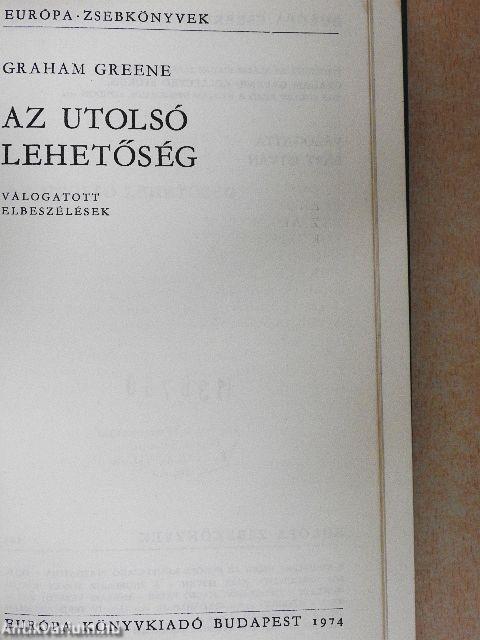 EURÓPA · ZSEBKÖNYVEK
GRAHAM GREENE
AZ UTOLSÓ
LEHETŐSÉG
VÁLOGATOTT
ELBESZÉLÉSEK
EURÓPA KÖNYVKIADÓ BUDAPEST 1974